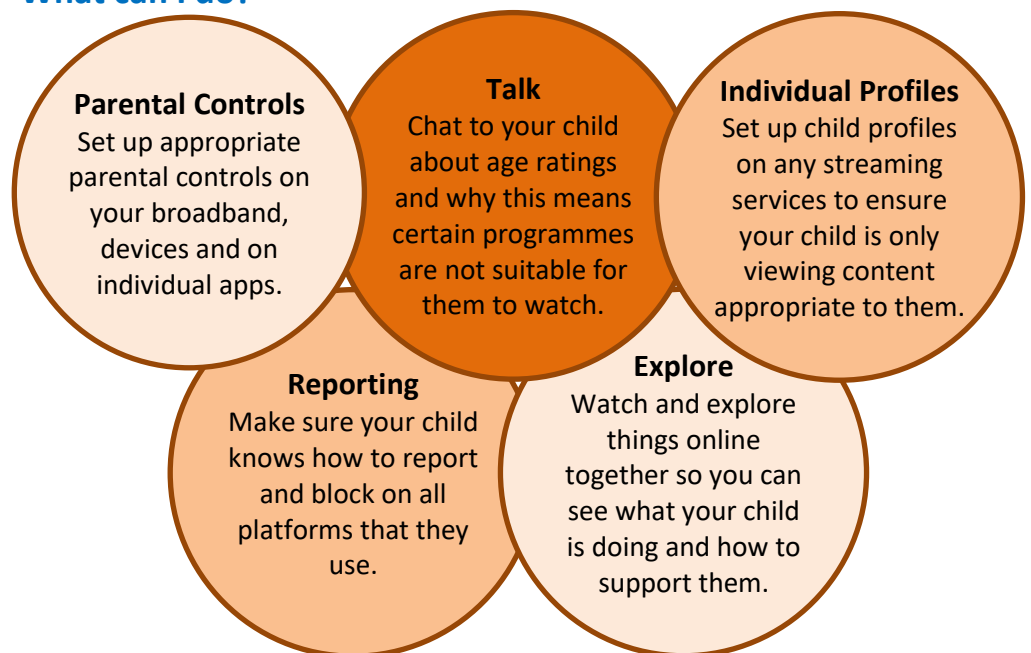 What can I do?
Parental Controls
Set up appropriate
parental controls on
your broadband,
devices and on
individual apps.
Talk
Chat to your child
about age ratings
and why this means
certain programmes
are not suitable for
them to watch.
Individual Profiles
Set up child profiles
on any streaming
services to ensure
your child is only
viewing content
appropriate to them.
Reporting
Make sure your child
knows how to report
and block on all
platforms that they
use.
Explore
Watch and explore
things online
together so you can
see what your child
is doing and how to
support them.